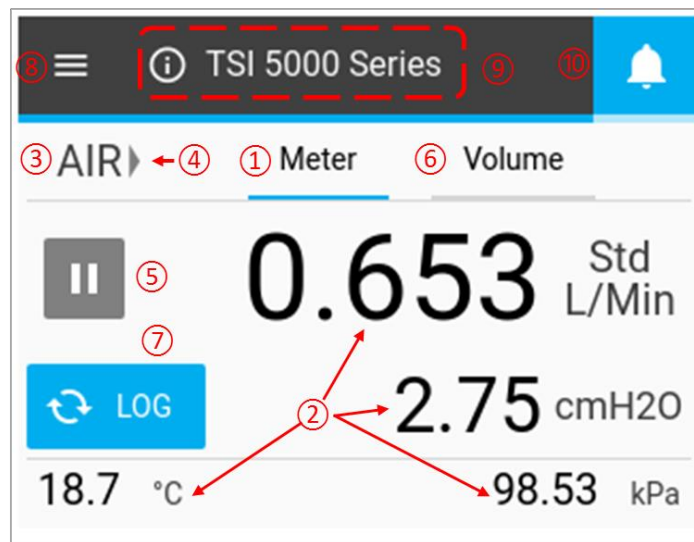 ⑧ ⓘ TSI 5000 Series ⑨ ⑩
③ AIR ④ ① Meter ⑥ Volume
⑤ 0.653 Std L/Min
⑦
LOG ② 2.75 cmH2O
18.7 °C 98.53 kPa